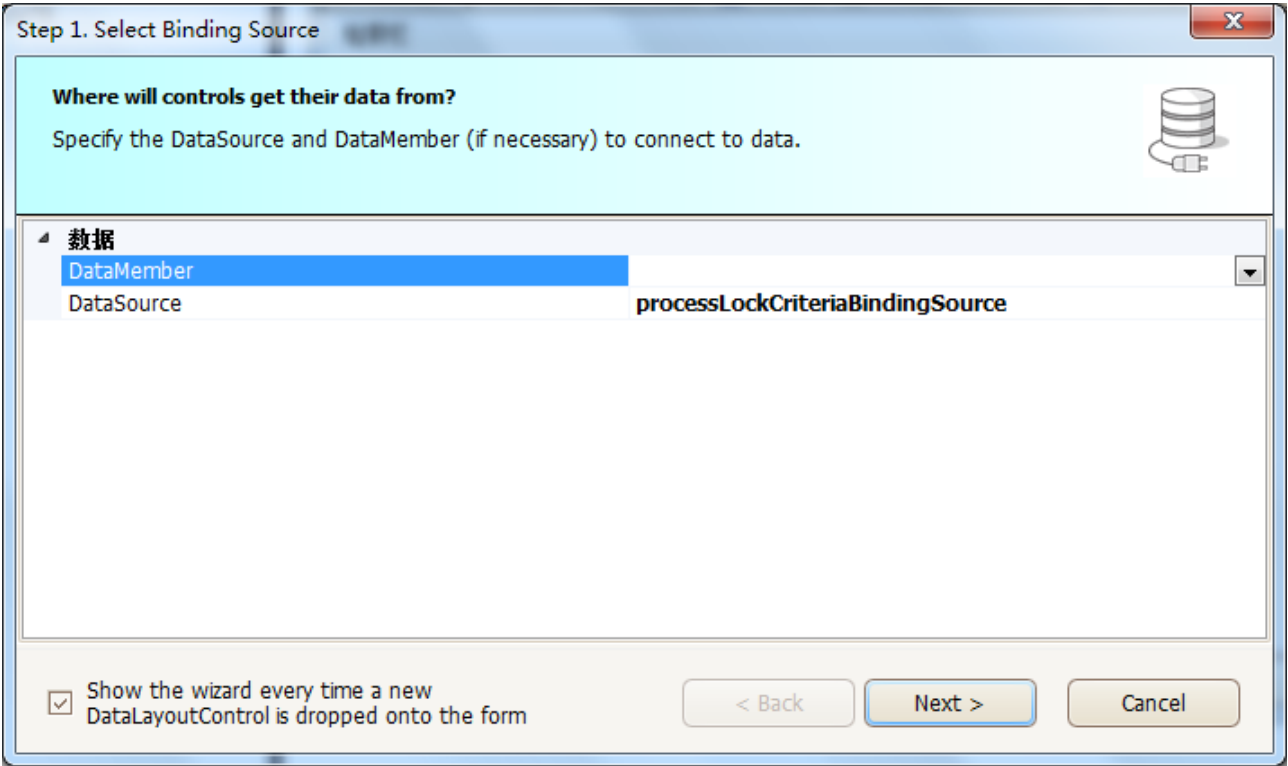 Step 1. Select Binding Source
Where will controls get their data from?
Specify the DataSource and DataMember (if necessary) to connect to data.
数据
DataMember
DataSource processLockCriteriaBindingSource
Show the wizard every time a new
DataLayoutControl is dropped onto the form
< Back Next > Cancel